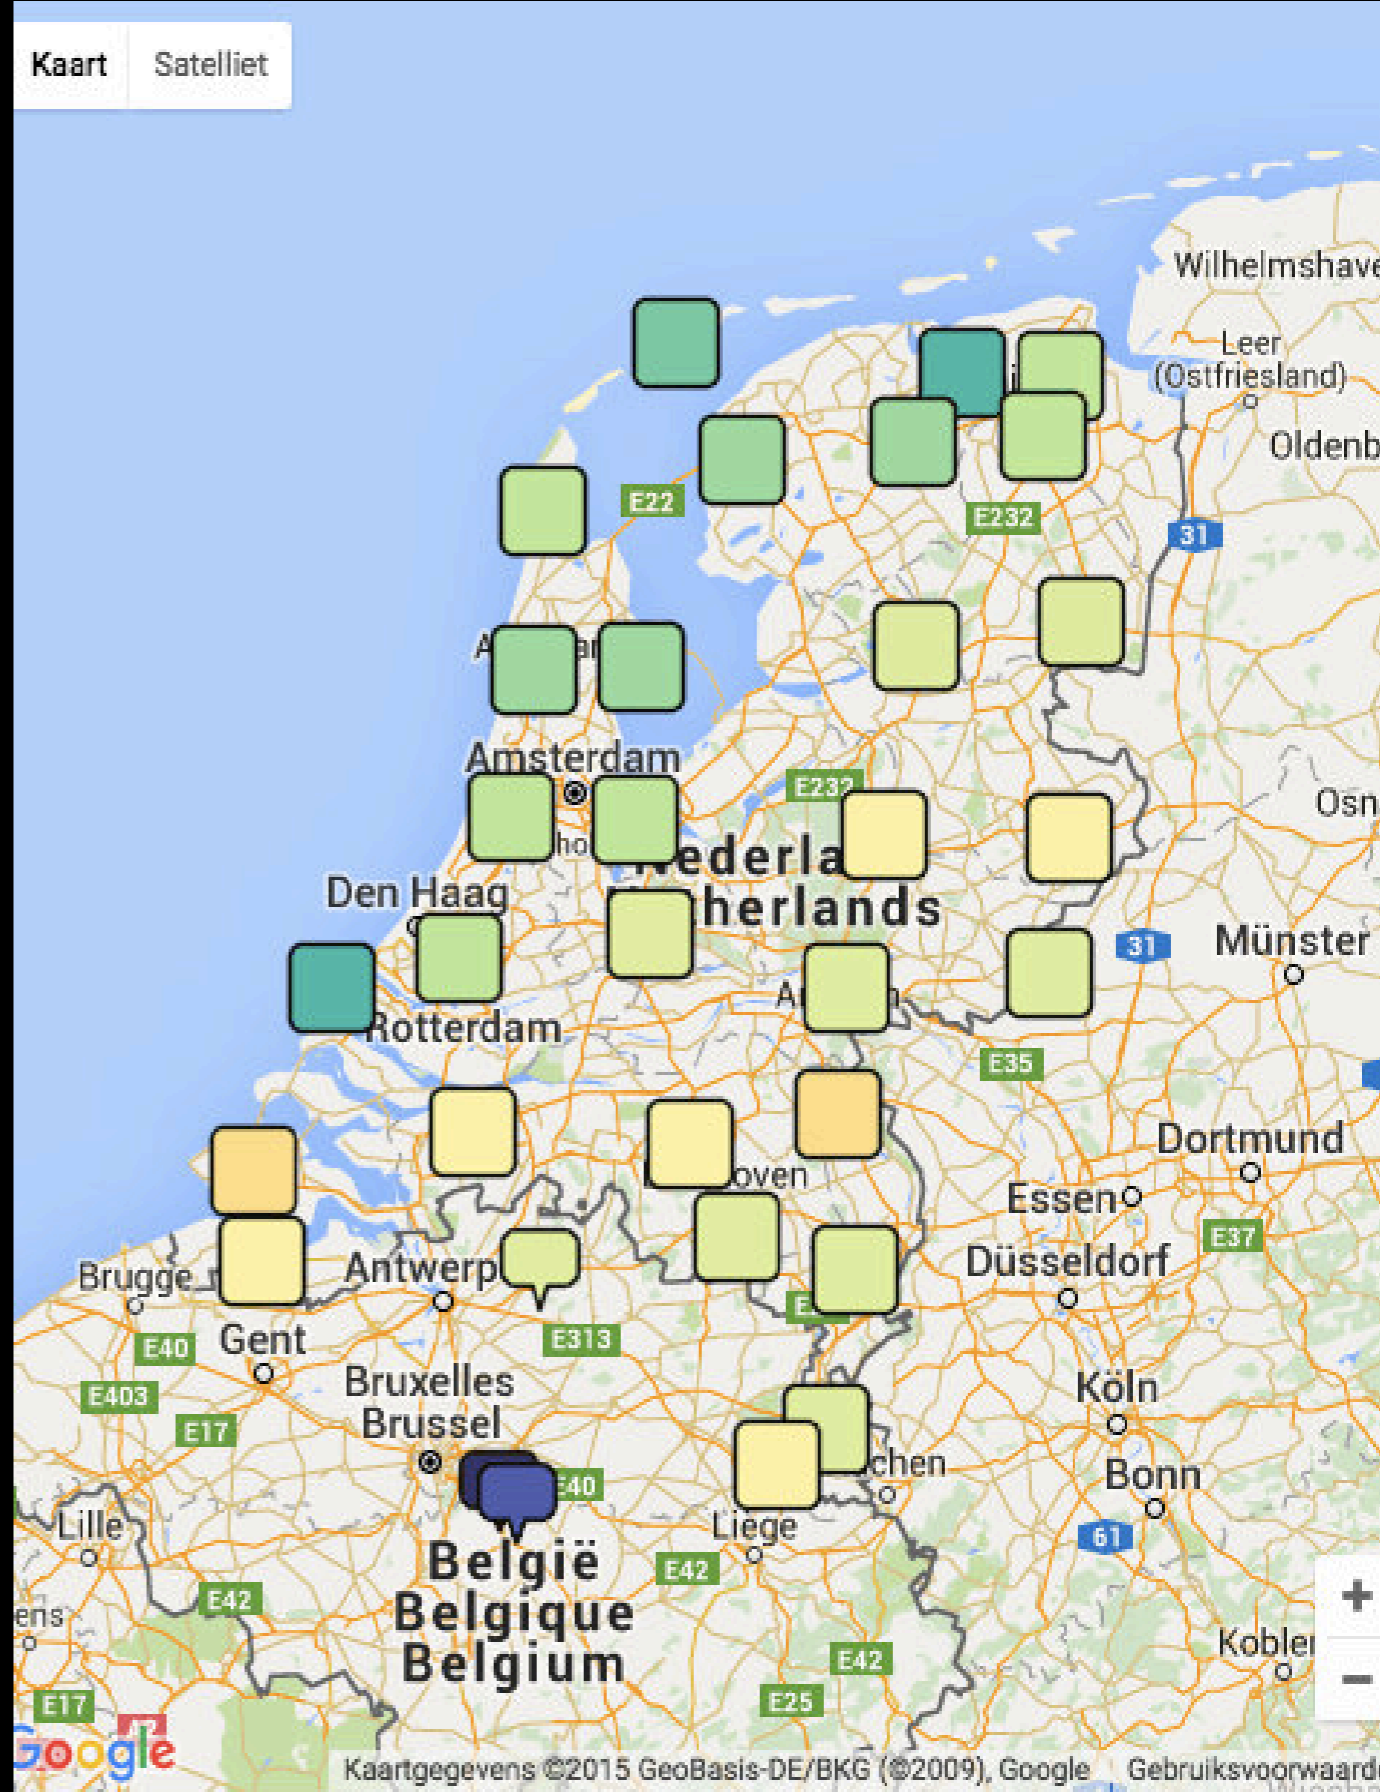 Kaart Satelliet
Wilhelmshave
Leer
(Ostfriesland)
Oldenb
E22
E232
31
Amsterdam
E232
Osn
Nederla
therlands
Den Haag
31
Münster
Rotterdam
E35
Dortmund
oven
Essen
E37
Düsseldorf
Brugge
Antwerp
E313
Gent
E40
Bruxelles
Brussel
E403
E17
Köln
chen
Bonn
E40
Lille
Liège
61
België
Belgique
Belgium
E42
E42
ens
Kobler
E42
E17
E25
Google
Kaartgegevens ©2015 GeoBasis-DE/BKG (©2009), Google Gebruiksvoorwaarde